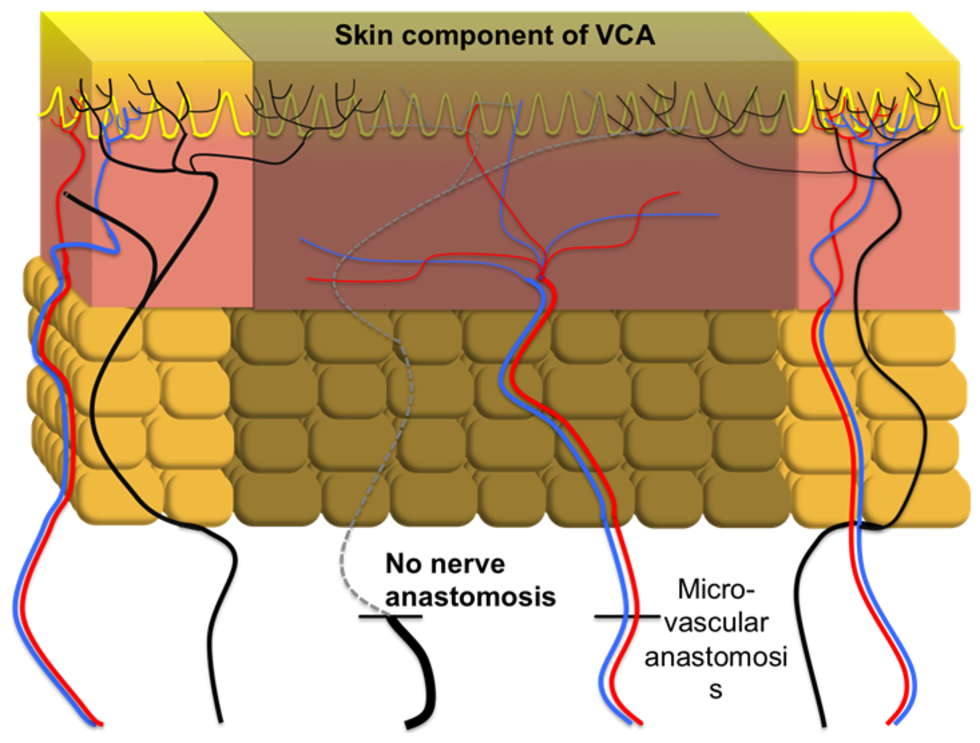 Skin component of VCA
No nerve
anastomosis
Micro-
vascular
anastomosi
s